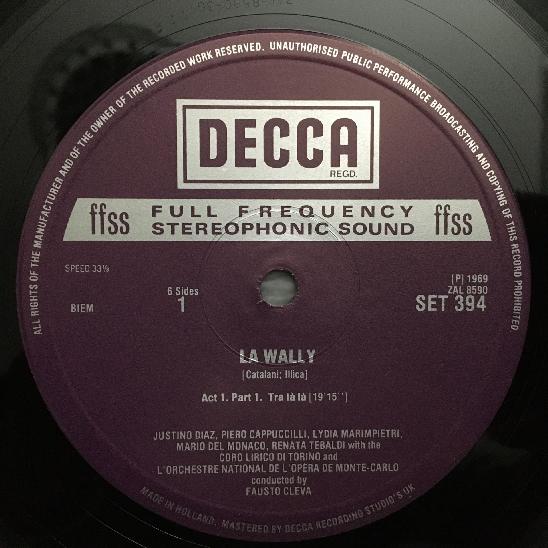 ALL RIGHTS OF THE MANUFACTURER AND OF THE OWNER OF THE RECORDED WORK RESERVED. UNAUTHORISED PUBLIC PERFORMANCE BROADCASTING AND COPYING OF THIS RECORD PROHIBITED
DECCA
REGD.
ffss FULL FREQUENCY STEREOPHONIC SOUND ffss
SPEED 33⅓
BIEM
6 Sides
1
[P] 1969
ZAL 8590
SET 394
LA WALLY
[Catalani; Illica]
Act 1. Part 1. Tra là là [19'15'']
JUSTINO DIAZ, PIERO CAPPUCCILLI, LYDIA MARIMPIETRI,
MARIO DEL MONACO, RENATA TEBALDI with the
CORO LIRICO DI TORINO and
L'ORCHESTRE NATIONAL DE L'OPÉRA DE MONTE-CARLO
conducted by
FAUSTO CLEVA
MADE IN HOLLAND, MASTERED BY DECCA RECORDING STUDIO'S UK